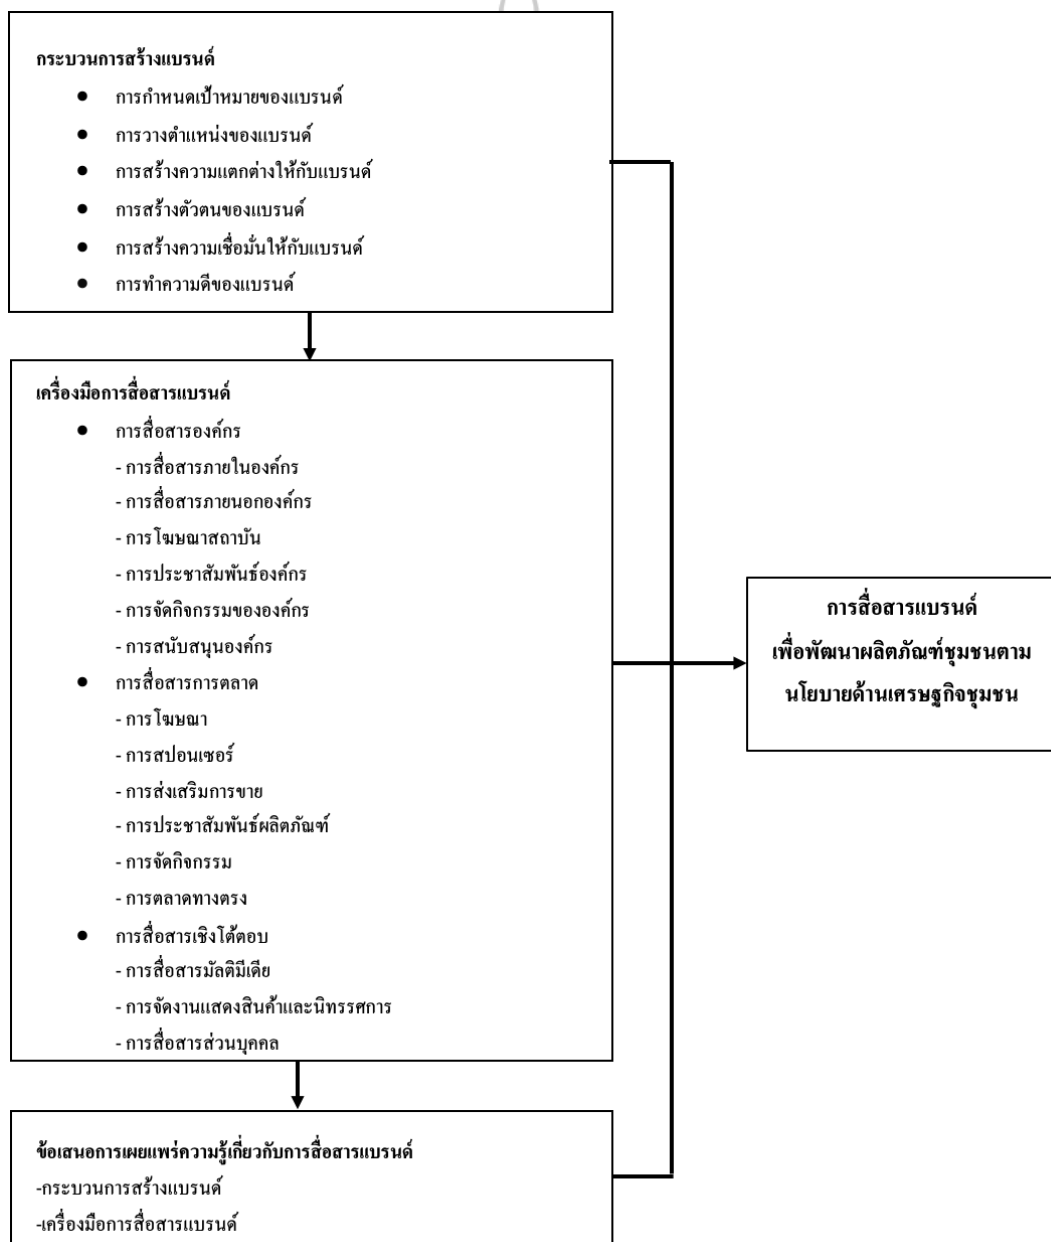 กระบวนการสร้างแบรนด์
● การกำหนดเป้าหมายของแบรนด์
● การวางตำแหน่งของแบรนด์
● การสร้างความแตกต่างให้กับแบรนด์
● การสร้างตัวตนของแบรนด์
● การสร้างความเชื่อมั่นให้กับแบรนด์
● การทำความดีของแบรนด์
เครื่องมือการสื่อสารแบรนด์
● การสื่อสารองค์กร
- การสื่อสารภายในองค์กร
- การสื่อสารภายนอกองค์กร
- การโฆษณาสถาบัน
- การประชาสัมพันธ์องค์กร
- การจัดกิจกรรมขององค์กร
- การสนับสนุนองค์กร
● การสื่อสารการตลาด
- การโฆษณา
- การสปอนเซอร์
- การส่งเสริมการขาย
- การประชาสัมพันธ์ผลิตภัณฑ์
- การจัดกิจกรรม
- การตลาดทางตรง
● การสื่อสารเชิงโต้ตอบ
- การสื่อสารมัลติมีเดีย
- การจัดงานแสดงสินค้าและนิทรรศการ
- การสื่อสารส่วนบุคคล
ข้อเสนอการเผยแพร่ความรู้เกี่ยวกับการสื่อสารแบรนด์
-กระบวนการสร้างแบรนด์
-เครื่องมือการสื่อสารแบรนด์
การสื่อสารแบรนด์
เพื่อพัฒนาผลิตภัณฑ์ชุมชนตาม
นโยบายด้านเศรษฐกิจชุมชน